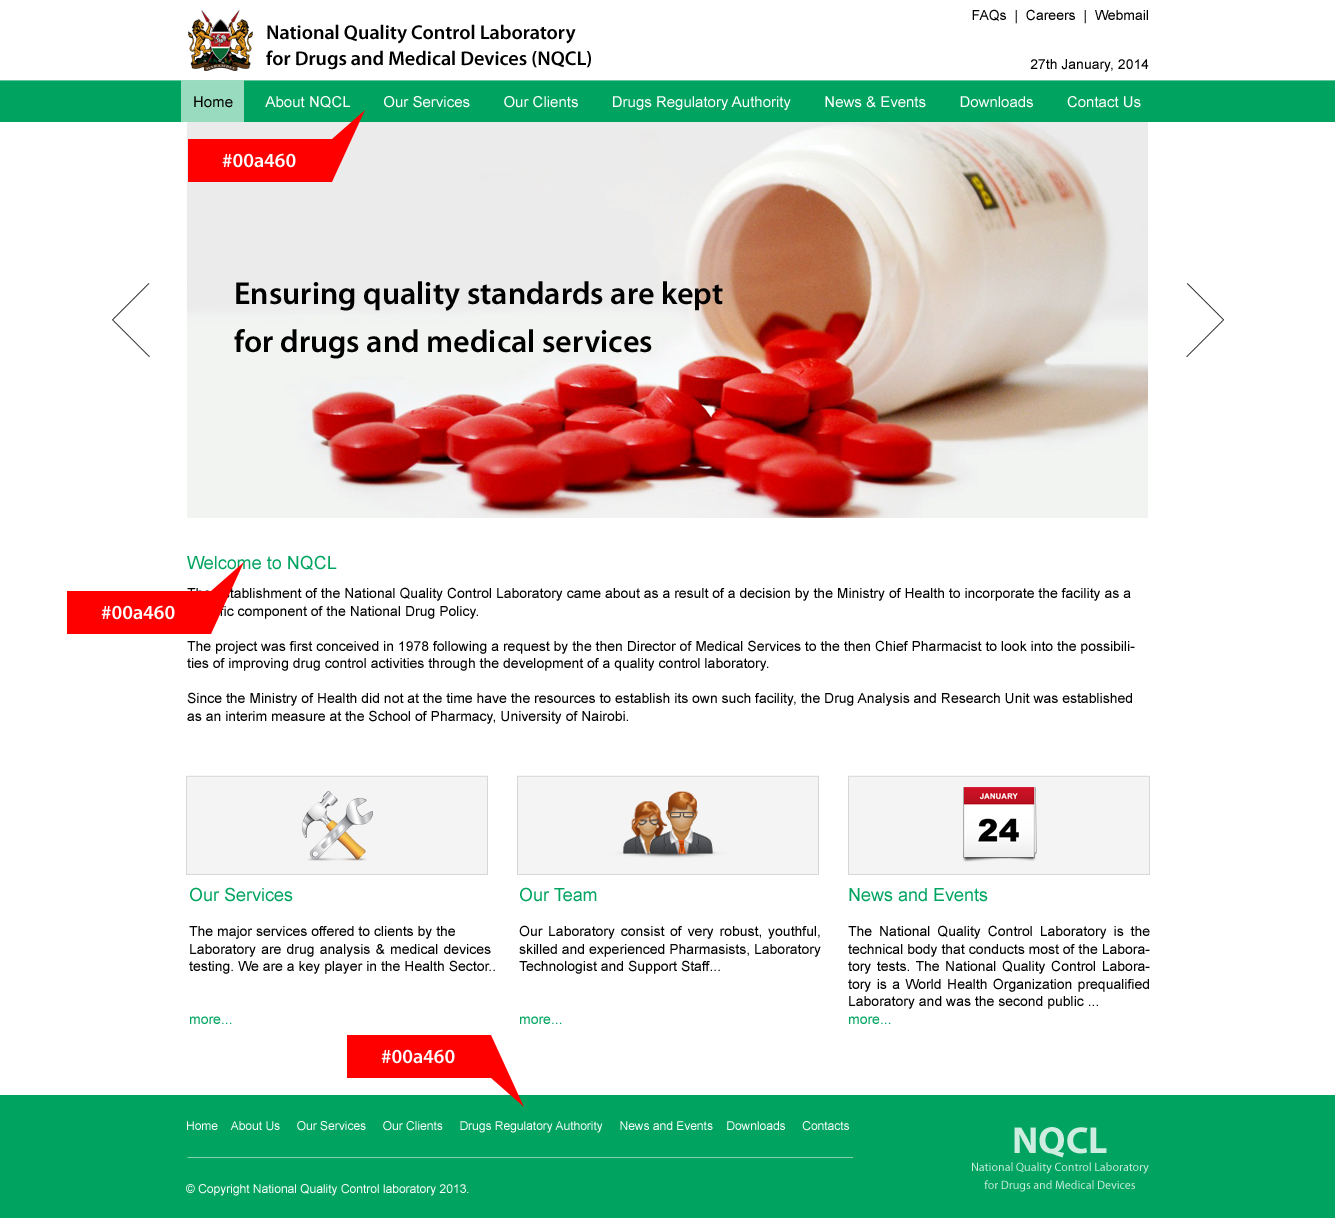 National Quality Control Laboratory
for Drugs and Medical Devices (NQCL)
FAQs | Careers | Webmail
27th January, 2014
Home About NQCL Our Services Our Clients Drugs Regulatory Authority News & Events Downloads Contact Us
#00a460
Ensuring quality standards are kept
for drugs and medical services
Welcome to NQCL
#00a460
tablishment of the National Quality Control Laboratory came about as a result of a decision by the Ministry of Health to incorporate the facility as a
component of the National Drug Policy.
The project was first conceived in 1978 following a request by the then Director of Medical Services to the then Chief Pharmacist to look into the possibili-
ties of improving drug control activities through the development of a quality control laboratory.
Since the Ministry of Health did not at the time have the resources to establish its own such facility, the Drug Analysis and Research Unit was established
as an interim measure at the School of Pharmacy, University of Nairobi.
JANUARY
24
Our Services
The major services offered to clients by the
Laboratory are drug analysis & medical devices
testing. We are a key player in the Health Sector..
more...
Our Team
Our Laboratory consist of very robust, youthful,
skilled and experienced Pharmasists, Laboratory
Technologist and Support Staff...
more...
News and Events
The National Quality Control Laboratory is the
technical body that conducts most of the Labora-
tory tests. The National Quality Control Labora-
tory is a World Health Organization prequalified
Laboratory and was the second public ...
more...
#00a460
Home About Us Our Services Our Clients Drugs Regulatory Authority News and Events Downloads Contacts
© Copyright National Quality Control laboratory 2013.
NQCL
National Quality Control Laboratory
for Drugs and Medical Devices